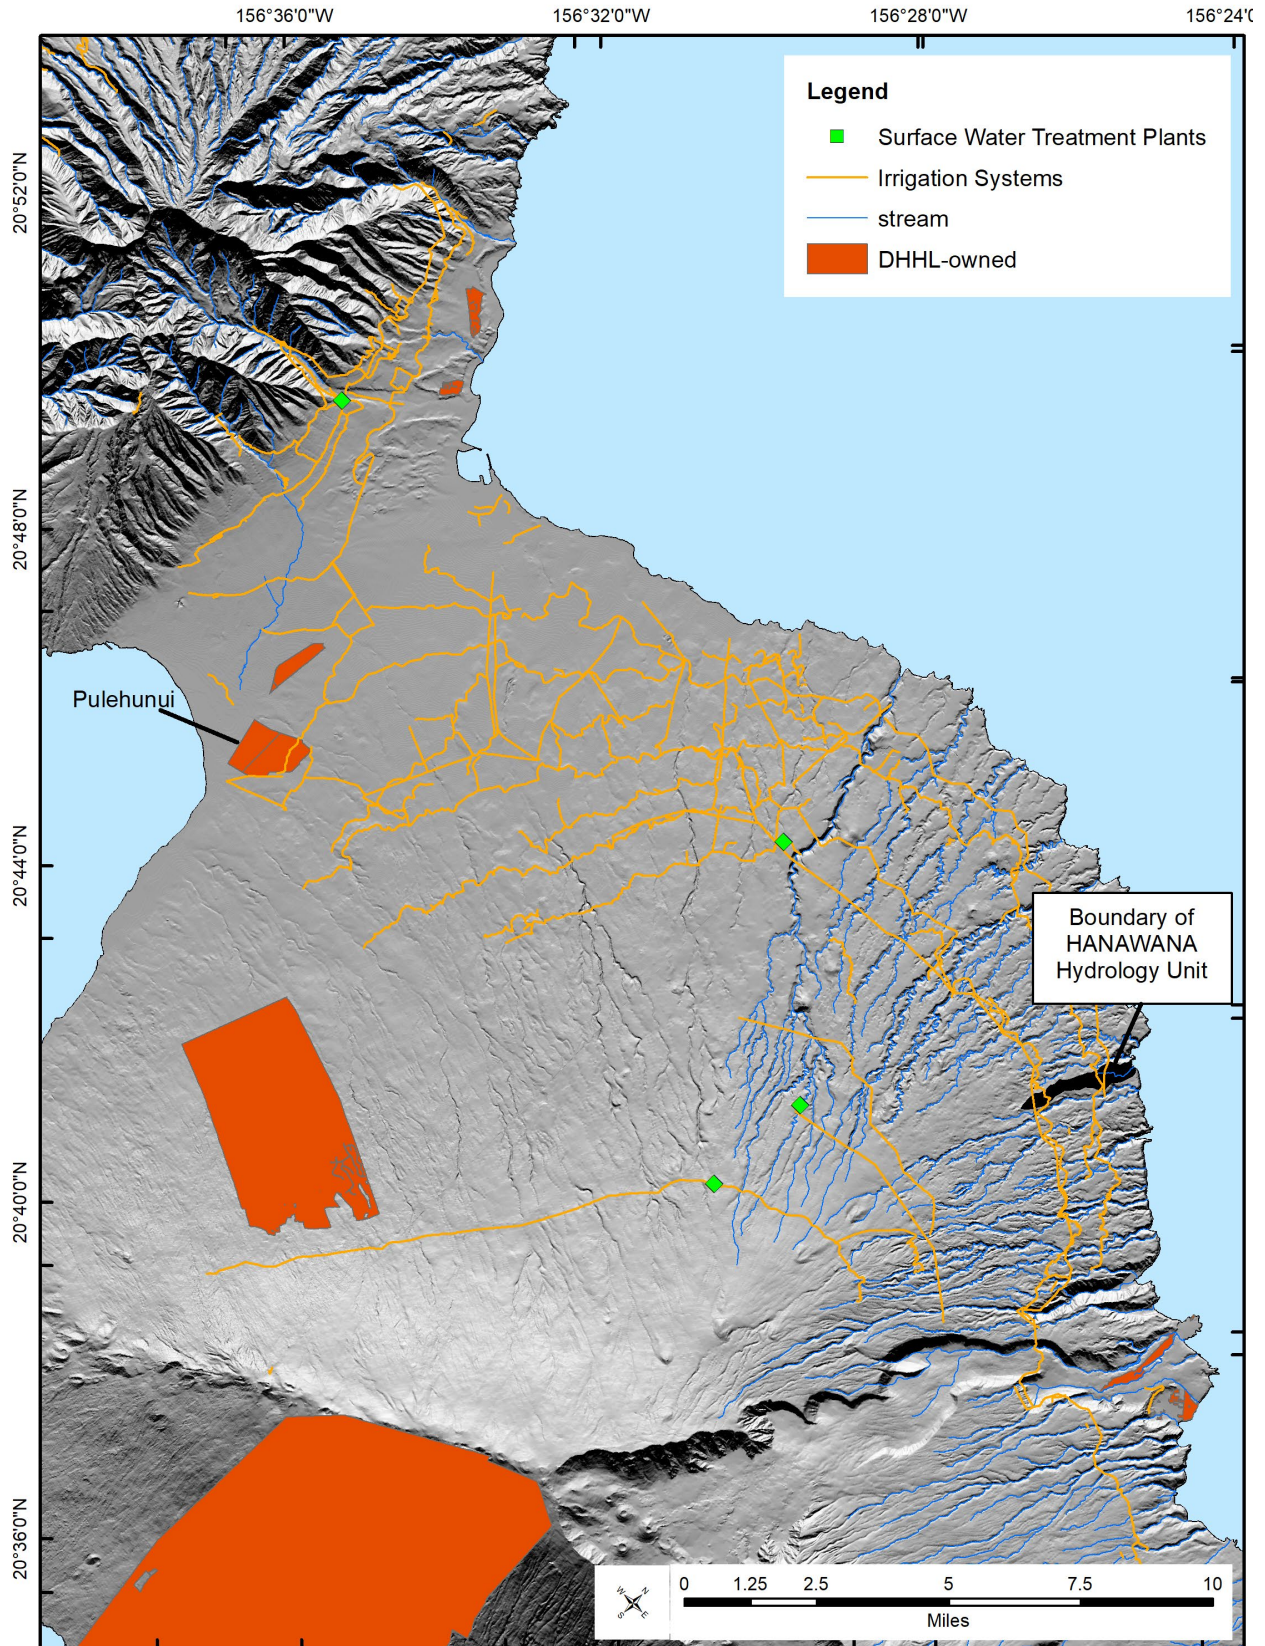 156°36'0"W
156°32'0"W
156°28'0"W
156°24'0
Legend
Surface Water Treatment Plants
Irrigation Systems
stream
DHHL-owned
20°52'0"N
20°48'0"N
Pulehunui
20°44'0"N
Boundary of
HANAWANA
Hydrology Unit
20°40'0"N
20°36'0"N
N
W
E
S
0 1.25 2.5 5 7.5 10
Miles